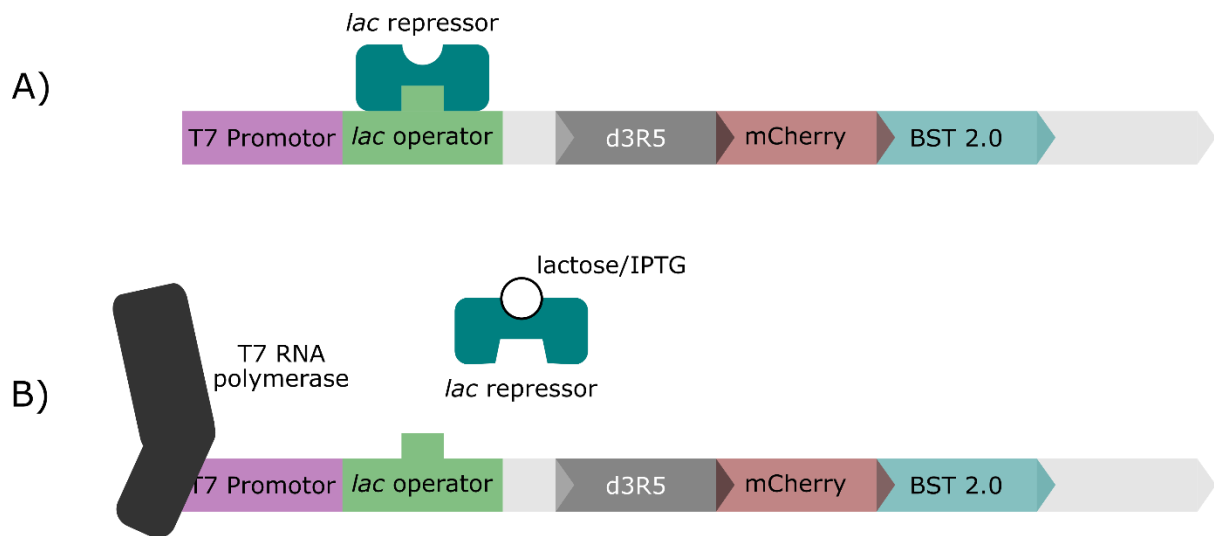 lac repressor
A)
T7 Promotor
lac operator
d3R5
mCherry
BST 2.0
lactose/IPTG
T7 RNA
polymerase
lac repressor
B)
T7 Promotor
lac operator
d3R5
mCherry
BST 2.0